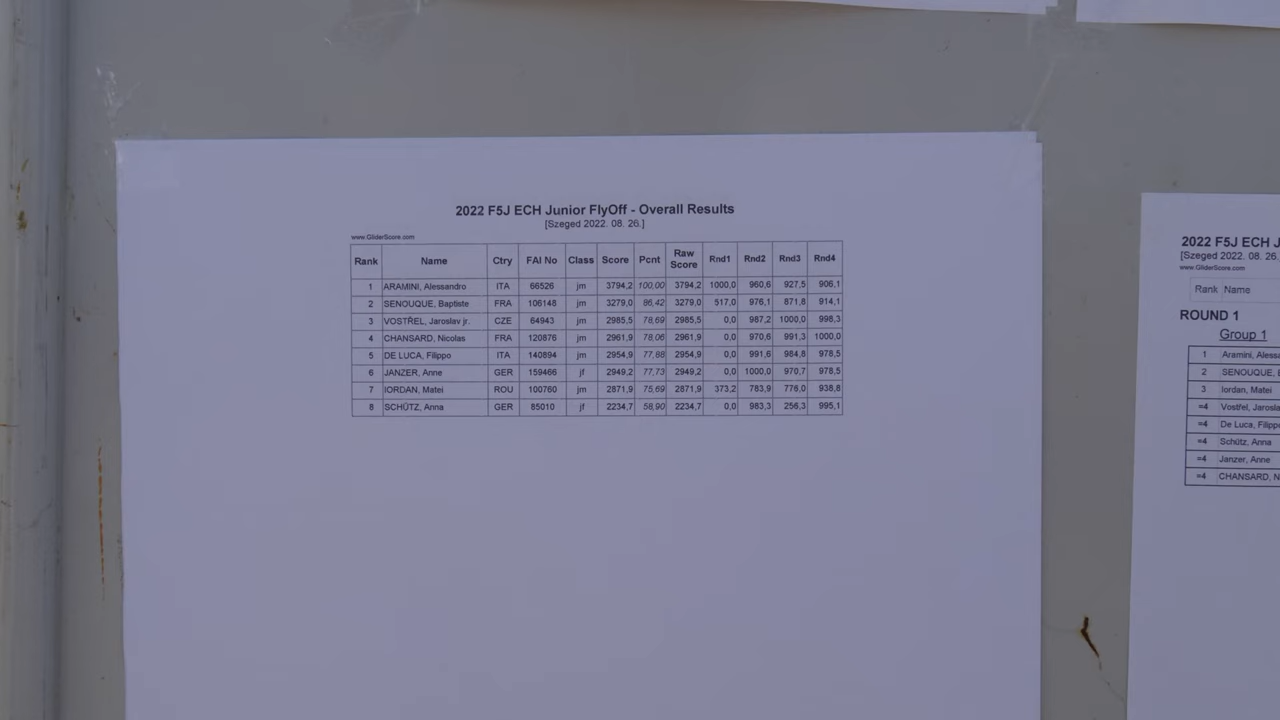 2022 F5J ECH Junior FlyOff - Overall Results
[Szeged 2022. 08. 26.]
www.GliderScore.com
Rank Name Ctry FAI No Class Score Pcnt Raw Score Rnd1 Rnd2 Rnd3 Rnd4
1 ARAMINI, Alessandro ITA 66526 jm 3794,2 100,00 3794,2 1000,0 960,6 927,5 906,1
2 SENOUQUE, Baptiste FRA 106148 jm 3279,0 86,42 3279,0 517,0 976,1 871,8 914,1
3 VOSTŘEL, Jaroslav jr. CZE 64943 jm 2985,5 78,69 2985,5 0,0 987,2 1000,0 998,3
4 CHANSARD, Nicolas FRA 120876 jm 2961,9 78,06 2961,9 0,0 970,6 991,3 1000,0
5 DE LUCA, Filippo ITA 140894 jm 2954,9 77,88 2954,9 0,0 991,6 984,8 978,5
6 JANZER, Anne GER 159466 jf 2949,2 77,73 2949,2 0,0 1000,0 970,7 978,5
7 IORDAN, Matei ROU 100760 jm 2871,9 75,69 2871,9 373,2 783,9 776,0 938,8
8 SCHÜTZ, Anna GER 85010 jf 2234,7 58,90 2234,7 0,0 983,3 256,3 995,1
2022 F5J ECH J
[Szeged 2022. 08. 26.
www.GliderScore.com
Rank Name
ROUND 1
Group 1
1 Aramini, Aless
2 SENOUQUE, B
3 Iordan, Matei
=4 Vostřel, Jarosla
=4 De Luca, Filipp
=4 Schütz, Anna
=4 Janzer, Anne
=4 CHANSARD, N